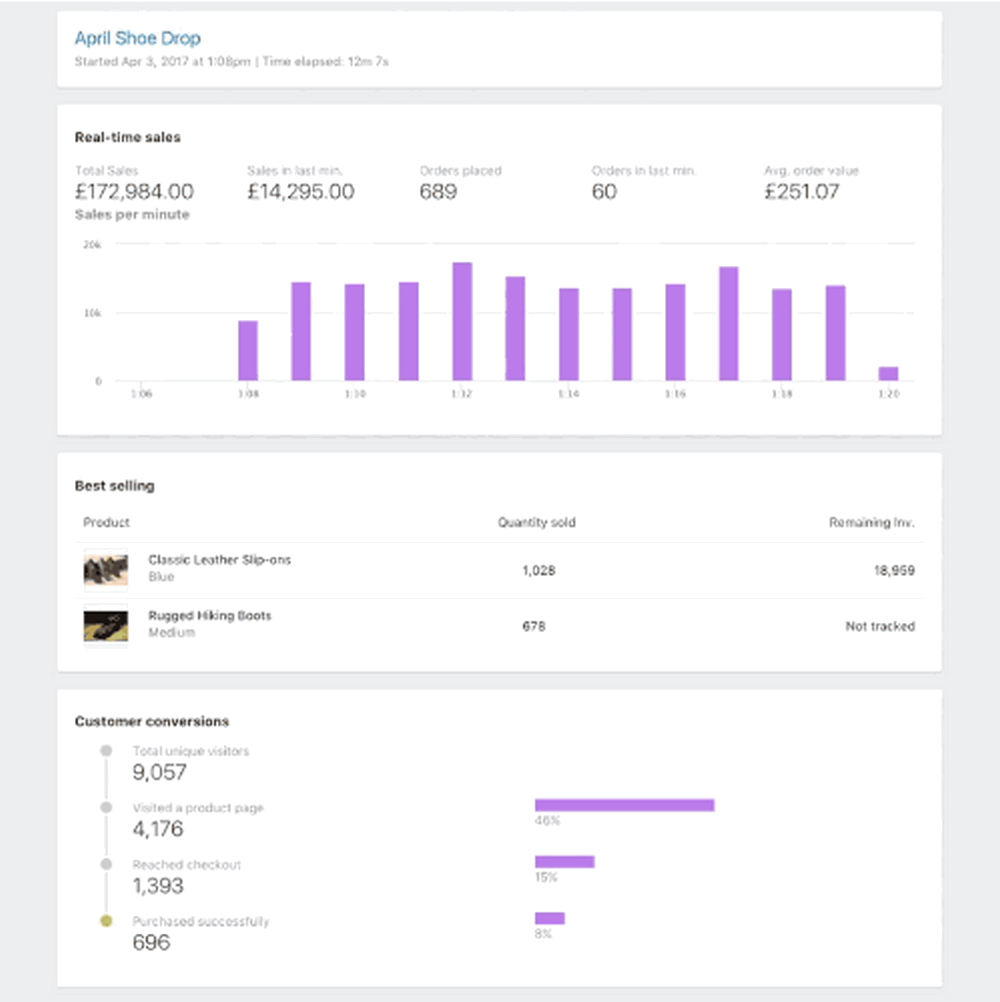 April Shoe Drop
Started Apr 3, 2017 at 1:08pm | Time elapsed: 12m 7s
Real-time sales
Total Sales Sales in last min. Orders placed Orders in last min. Avg. order value
£172,984.00 £14,295.00 689 60 £251.07
Sales per minute
20k
10k
0
1:06 1:08 1:10 1:12 1:14 1:16 1:18 1:20
Best selling
Product Quantity sold Remaining Inv.
Classic Leather Slip-ons
Blue
1,028 18,959
Rugged Hiking Boots
Medium
678 Not tracked
Customer conversions
Total unique visitors
9,057
Visited a product page
4,176
46%
Reached checkout
1,393
15%
Purchased successfully
696
8%